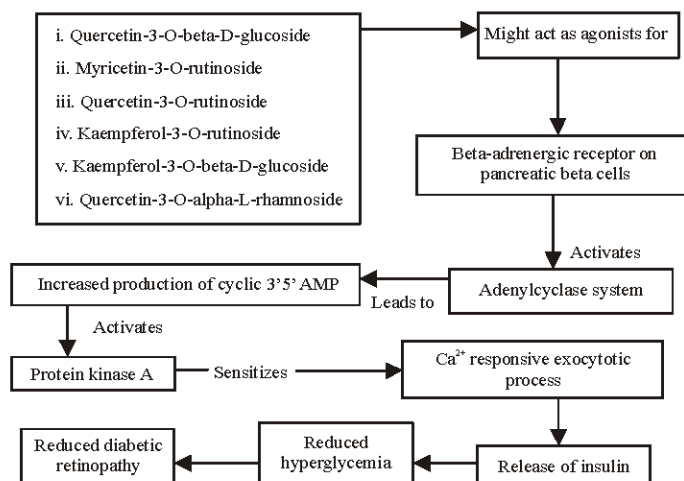 i. Quercetin-3-O-beta-D-glucoside
ii. Myricetin-3-O-rutinoside
iii. Quercetin-3-O-rutinoside
iv. Kaempferol-3-O-rutinoside
v. Kaempferol-3-O-beta-D-glucoside
vi. Quercetin-3-O-alpha-L-rhamnoside
Might act as agonists for
Beta-adrenergic receptor on
pancreatic beta cells
Activates
Adenylcyclase system
Leads to
Increased production of cyclic 3'5' AMP
Activates
Protein kinase A
Sensitizes
Ca²⁺ responsive exocytotic
process
Release of insulin
Reduced
hyperglycemia
Reduced diabetic
retinopathy